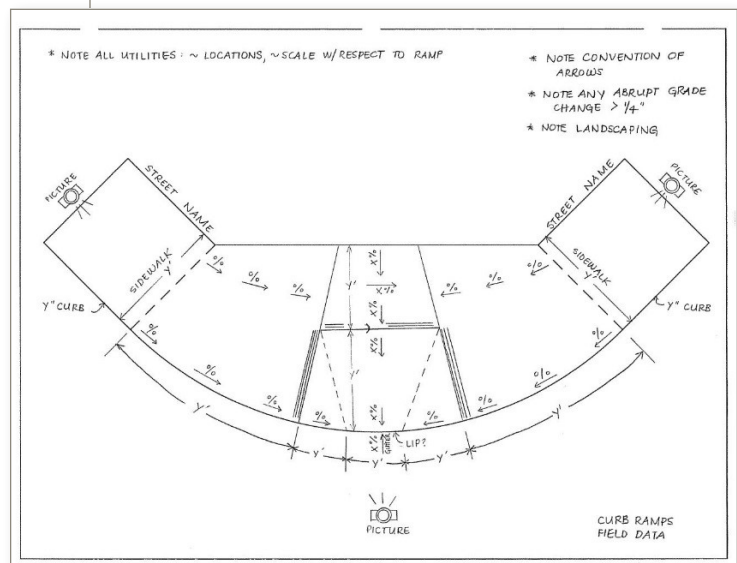 * NOTE ALL UTILITIES: ~ LOCATIONS, ~ SCALE W/ RESPECT TO RAMP
* NOTE CONVENTION OF
ARROWS
* NOTE ANY ABRUPT GRADE
CHANGE > 1/4"
* NOTE LANDSCAPING
PICTURE
STREET NAME
SIDEWALK
Y'
Y" CURB
PICTURE
STREET NAME
SIDEWALK
Y'
Y" CURB
%
%
%
X%
Y'
X%
X%
%
%
%
%
%
%
%
%
X%
Y'
X%
%
%
%
%
%
X%
GUTTER
LIP?
Y'
Y'
Y'
Y'
Y'
PICTURE
CURB RAMPS
FIELD DATA